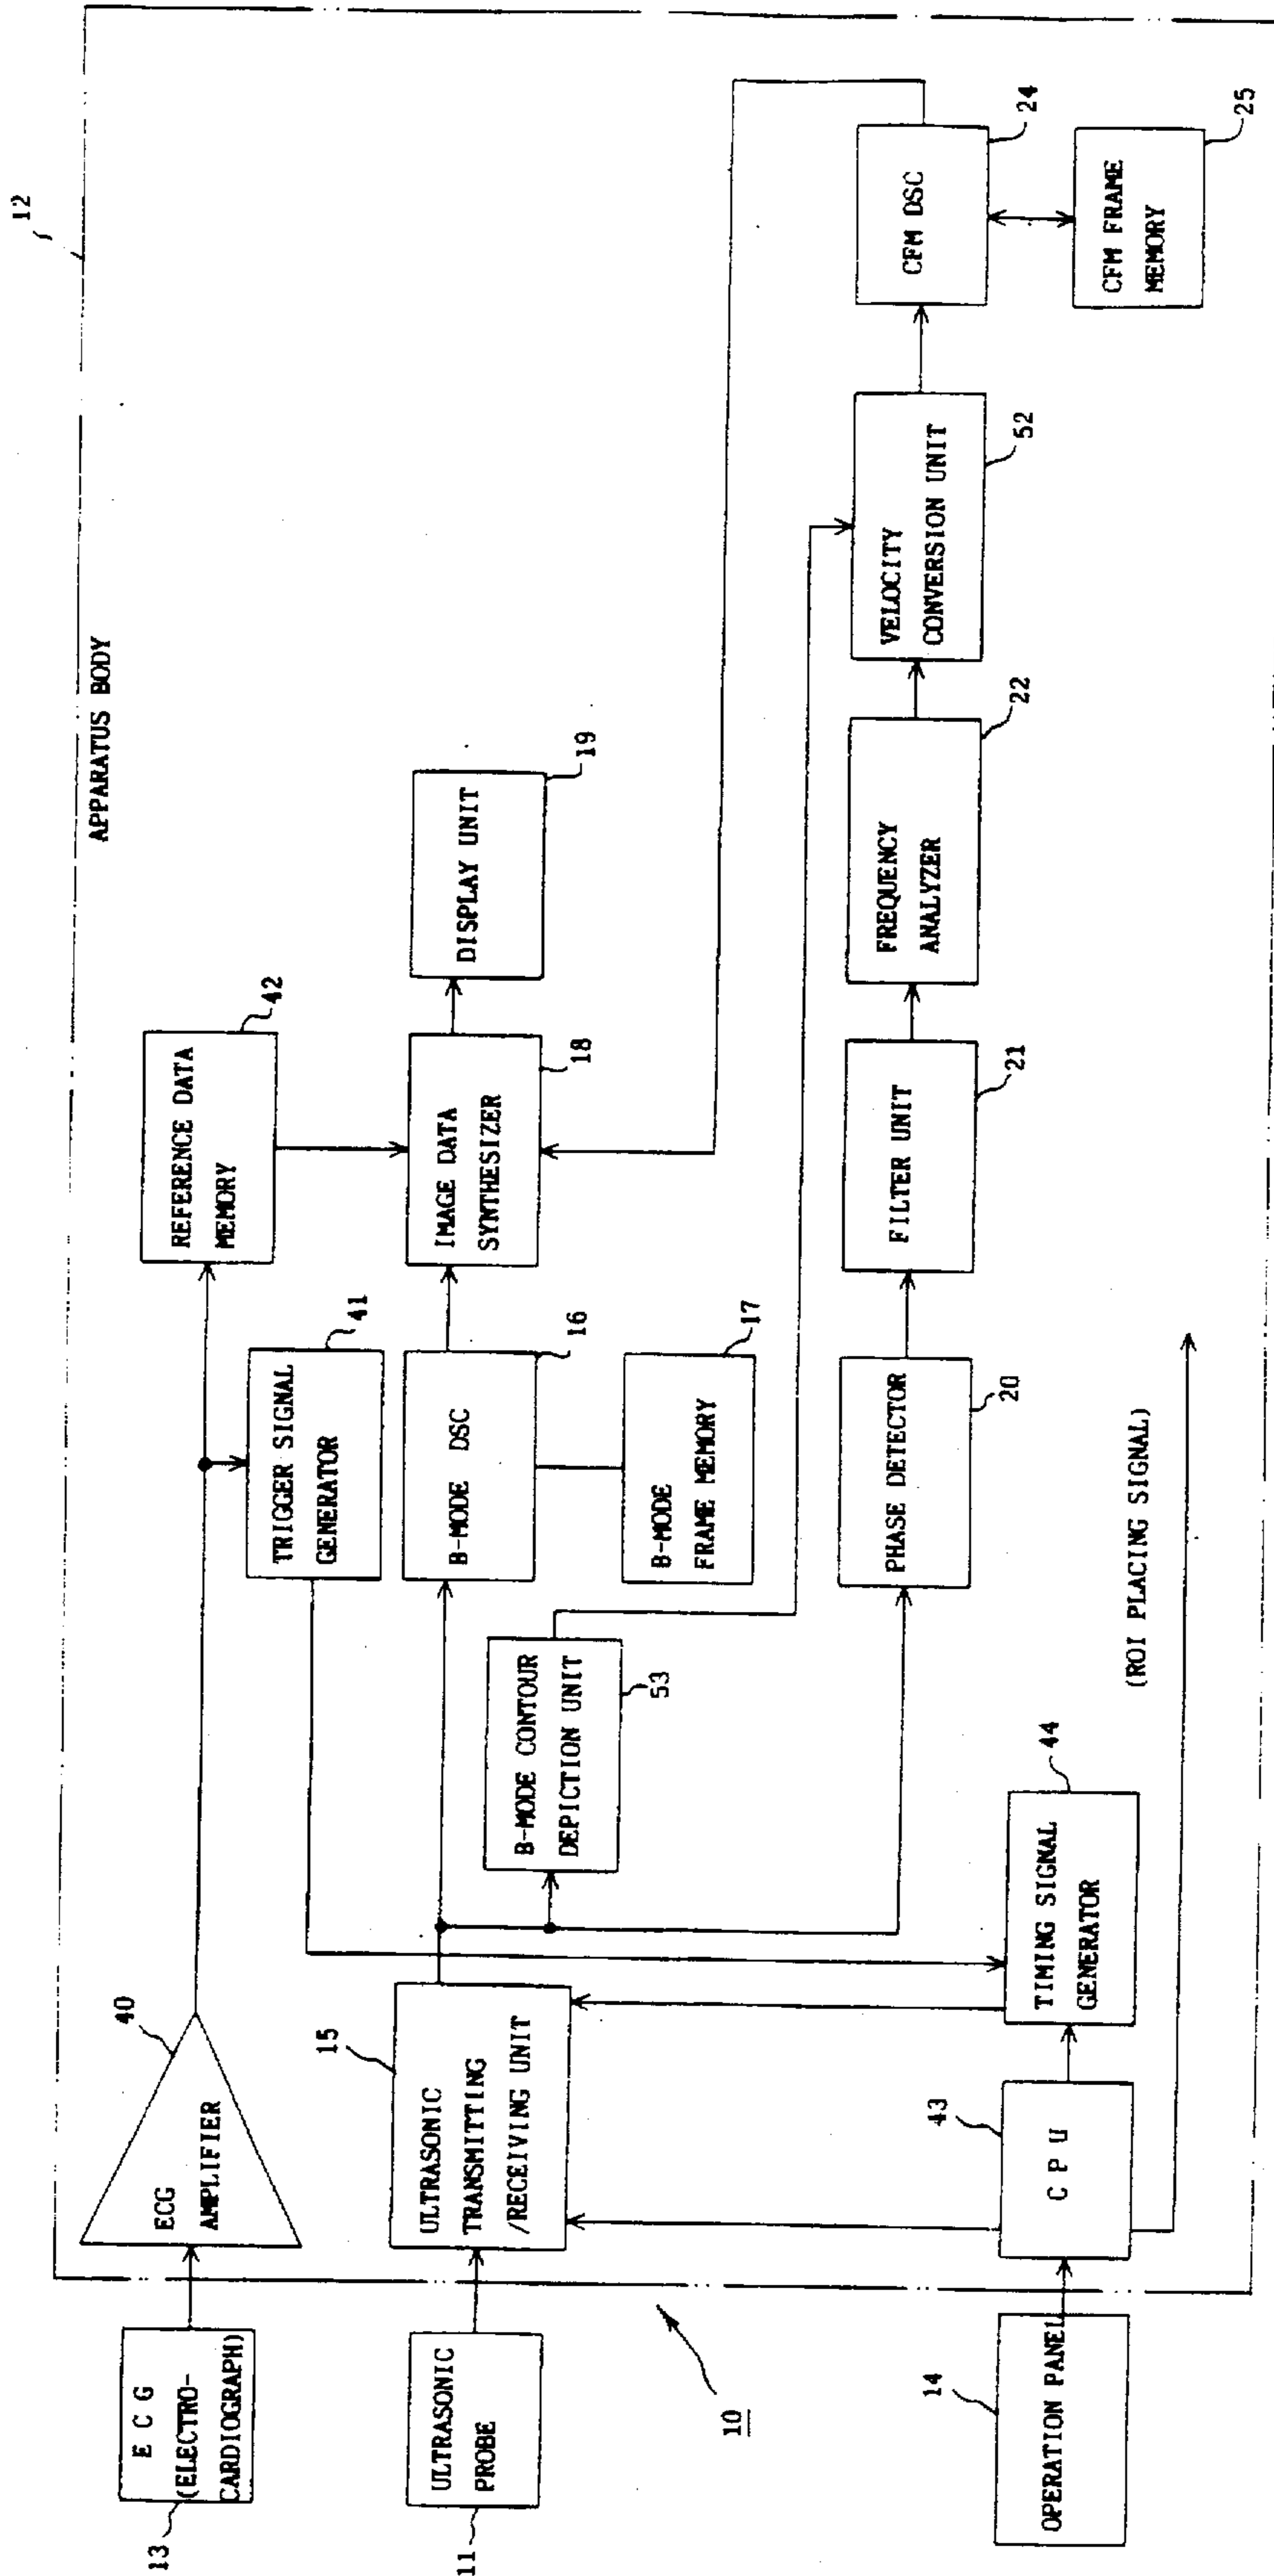 12
APPARATUS BODY
E C G
(ELECTRO-
CARDIOGRAPH)
13
ECG
AMPLIFIER
40
TRIGGER SIGNAL
GENERATOR
41
REFERENCE DATA
MEMORY
42
ULTRASONIC
PROBE
11
ULTRASONIC
TRANSMITTING
/RECEIVING UNIT
15
B-MODE DSC
16
IMAGE DATA
SYNTHESIZER
18
DISPLAY UNIT
19
B-MODE CONTOUR
DEPICTION UNIT
53
B-MODE
FRAME MEMORY
17
10
PHASE DETECTOR
20
FILTER UNIT
21
FREQUENCY
ANALYZER
22
VELOCITY
CONVERSION UNIT
52
CFM DSC
24
CFM FRAME
MEMORY
25
OPERATION PANEL
14
C P U
43
TIMING SIGNAL
GENERATOR
44
(ROI PLACING SIGNAL)